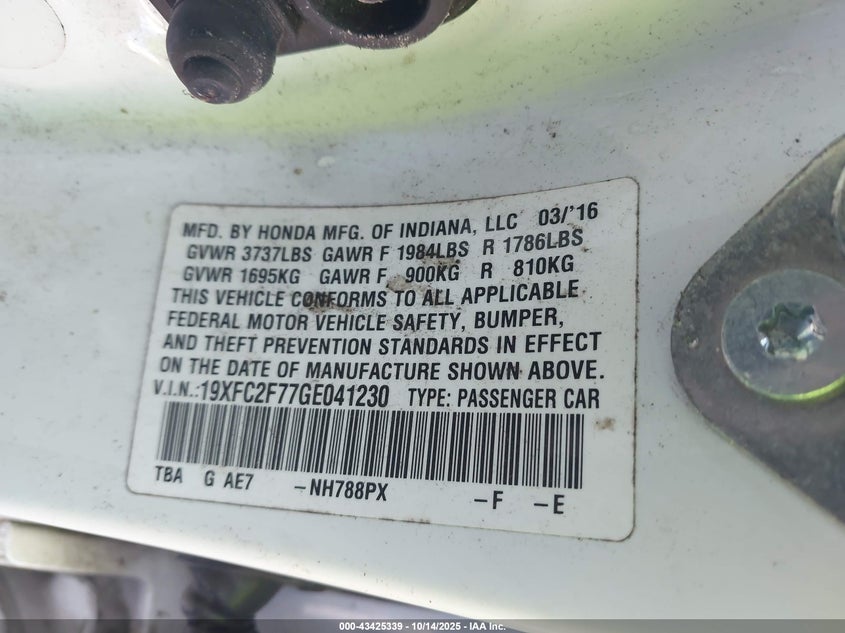 MFD. BY HONDA MFG. OF INDIANA, LLC 03/'16
GVWR 3737LBS GAWR F 1984LBS R 1786LBS
GVWR 1695KG GAWR F 900KG R 810KG
THIS VEHICLE CONFORMS TO ALL APPLICABLE
FEDERAL MOTOR VEHICLE SAFETY, BUMPER,
AND THEFT PREVENTION STANDARDS IN EFFECT
ON THE DATE OF MANUFACTURE SHOWN ABOVE.
V.I.N.:19XFC2F77GE041230 TYPE: PASSENGER CAR
TBA G AE7 -NH788PX -F -E
000-43425339 - 10/14/2025 - IAA Inc.